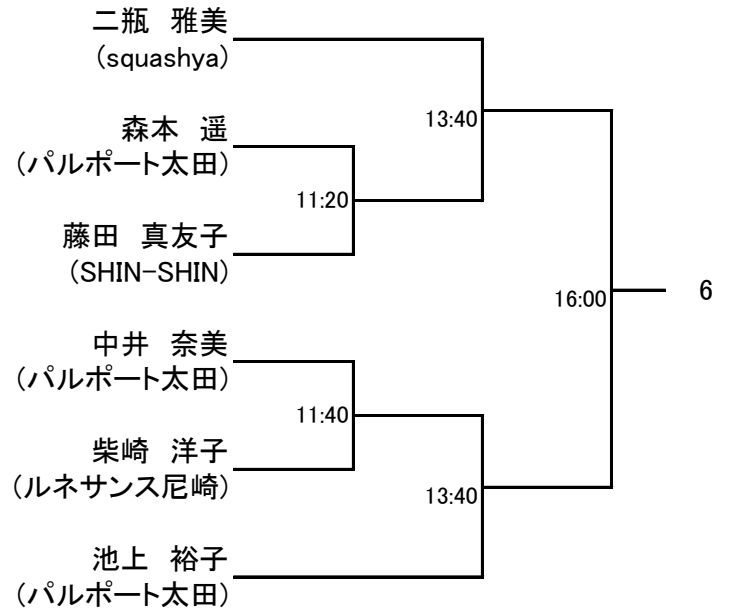 二瓶　雅美
(squashya)
13:40
森本　遥
(パルポート太田)
11:20
藤田　真友子
(SHIN-SHIN)
16:00
6
中井　奈美
(パルポート太田)
11:40
柴崎　洋子
(ルネサンス尼崎)
13:40
池上　裕子
(パルポート太田)